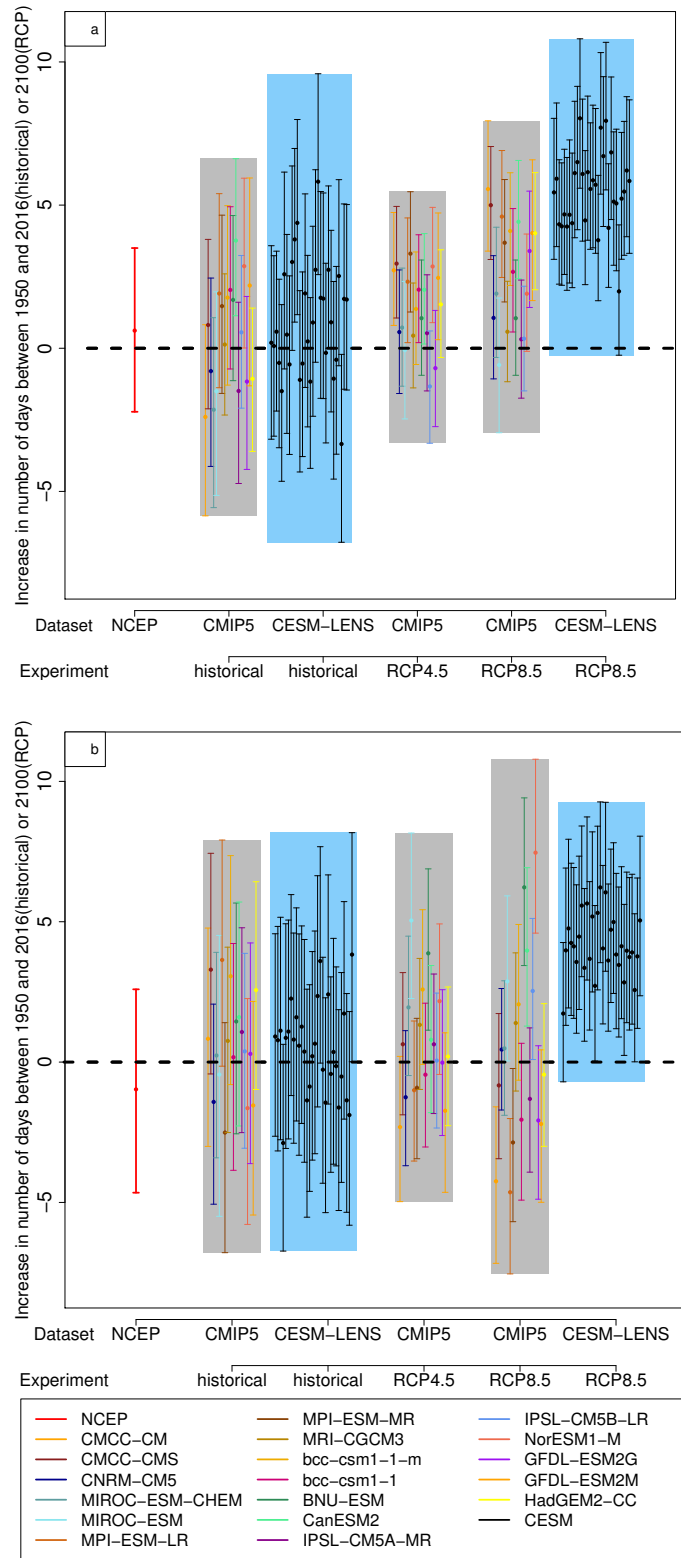 a
Increase in number of days between 1950 and 2016(historical) or 2100(RCP)
10
5
0
−5
Dataset NCEP CMIP5 CESM−LENS CMIP5 CMIP5 CESM−LENS
Experiment historical historical RCP4.5 RCP8.5 RCP8.5
b
Increase in number of days between 1950 and 2016(historical) or 2100(RCP)
10
5
0
−5
Dataset NCEP CMIP5 CESM−LENS CMIP5 CMIP5 CESM−LENS
Experiment historical historical RCP4.5 RCP8.5 RCP8.5
NCEP MPI−ESM−MR IPSL−CM5B−LR
CMCC−CM MRI−CGCM3 NorESM1−M
CMCC−CMS bcc−csm1−1−m GFDL−ESM2G
CNRM−CM5 bcc−csm1−1 GFDL−ESM2M
MIROC−ESM−CHEM BNU−ESM HadGEM2−CC
MIROC−ESM CanESM2 CESM
MPI−ESM−LR IPSL−CM5A−MR